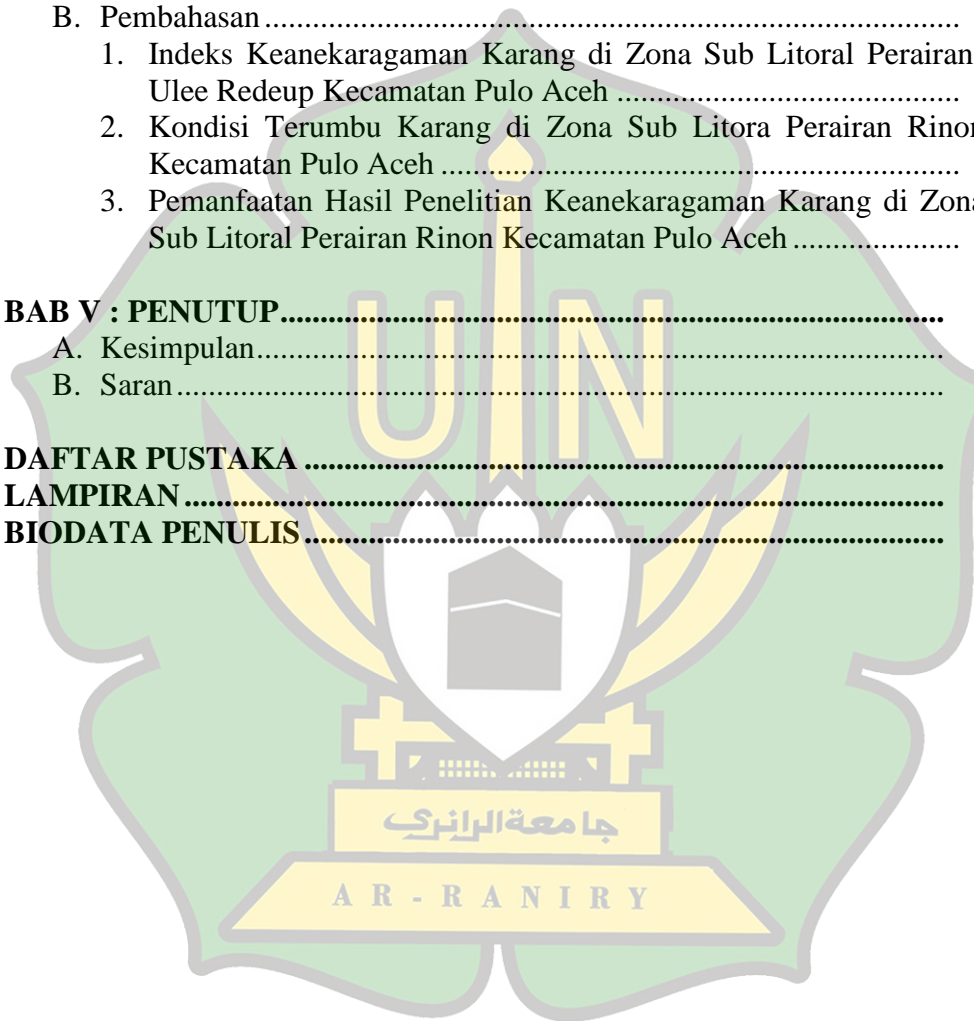 B. Pembahasan ........................................................................................
1. Indeks Keanekaragaman Karang di Zona Sub Litoral Perairan
Ulee Redeup Kecamatan Pulo Aceh ...........................................
2. Kondisi Terumbu Karang di Zona Sub Litora Perairan Rinon
Kecamatan Pulo Aceh .................................................................
3. Pemanfaatan Hasil Penelitian Keanekaragaman Karang di Zona
Sub Litoral Perairan Rinon Kecamatan Pulo Aceh .....................
BAB V : PENUTUP...................................................................................
A. Kesimpulan......................................................................................
B. Saran ................................................................................................
DAFTAR PUSTAKA ................................................................................
LAMPIRAN ...............................................................................................
BIODATA PENULIS ................................................................................
UIN
جامعة الرانري
AR-RANIRY